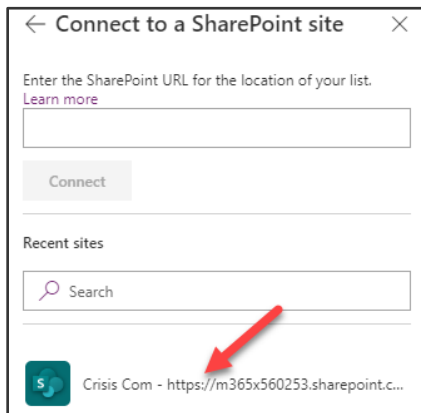 Connect to a SharePoint site
Enter the SharePoint URL for the location of your list.
Learn more
Connect
Recent sites
Search
S
Crisis Com - https://m365x560253.sharepoint.c...